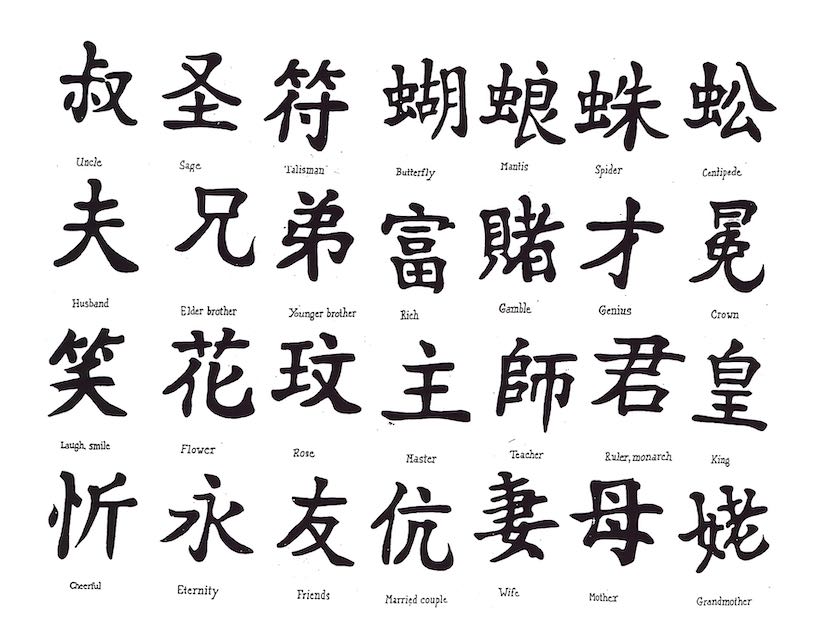 叔 圣 符 蝴 螂 蛛 蚣
Uncle Sage Talisman Butterfly Mantis Spider Centipede
夫 兄 弟 富 赌 才 冕
Husband Elder brother Younger brother Rich Gamble Genius Crown
笑 花 玟 主 師 君 皇
Laugh, smile Flower Rose Master Teacher Ruler, monarch King
忻 永 友 伉 妻 母 姥
Cheerful Eternity Friends Married couple Wife Mother Grandmother